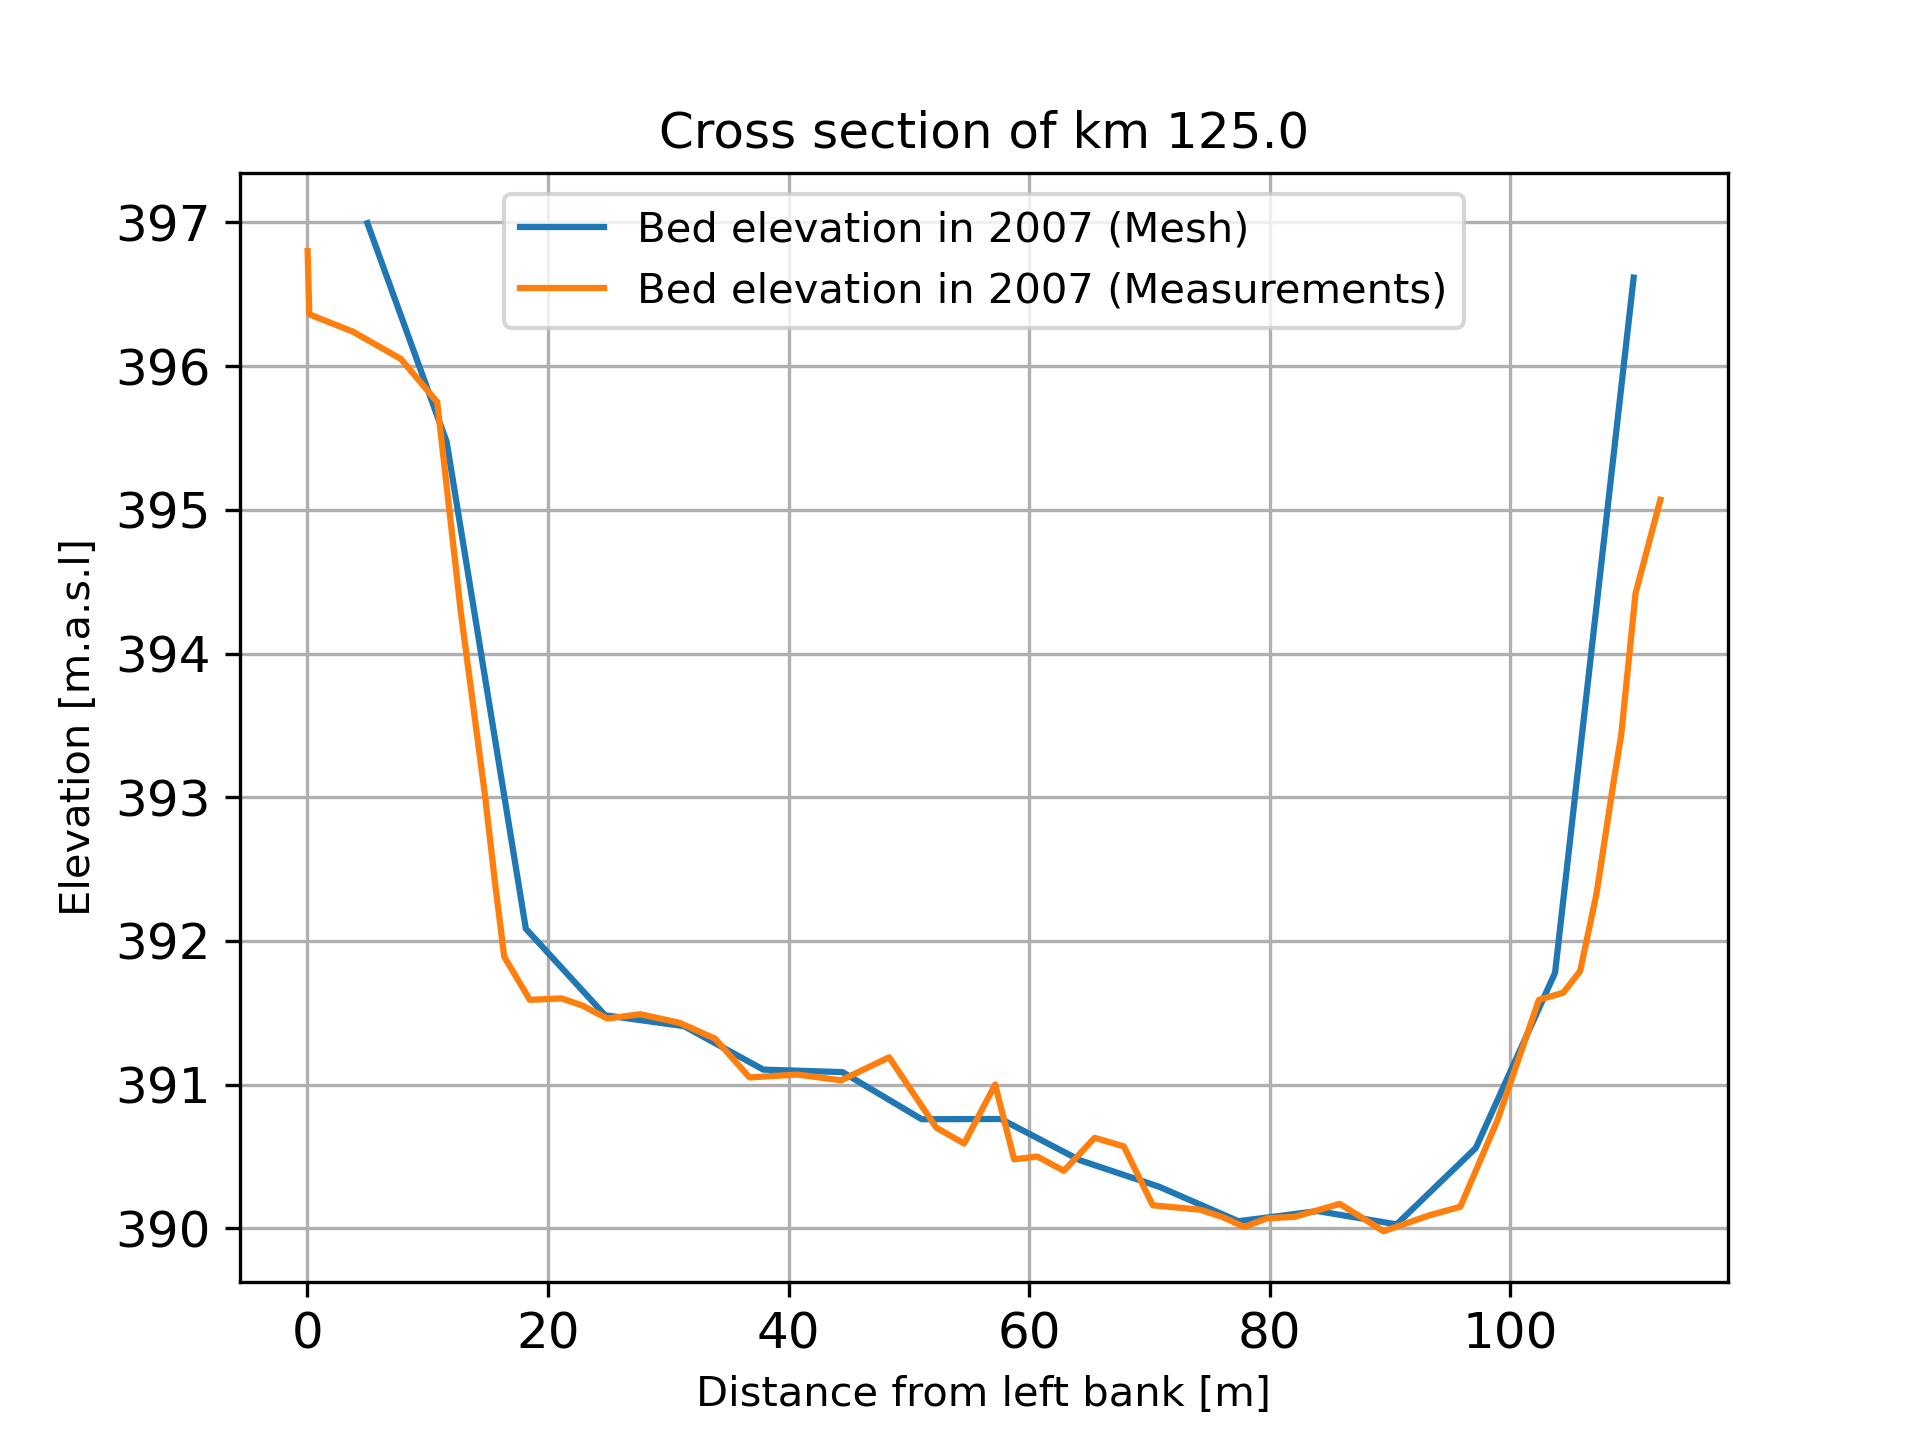 Cross section of km 125.0
Bed elevation in 2007 (Mesh)
Bed elevation in 2007 (Measurements)
397
396
395
394
393
392
391
390
Elevation [m.a.s.l]
0 20 40 60 80 100
Distance from left bank [m]